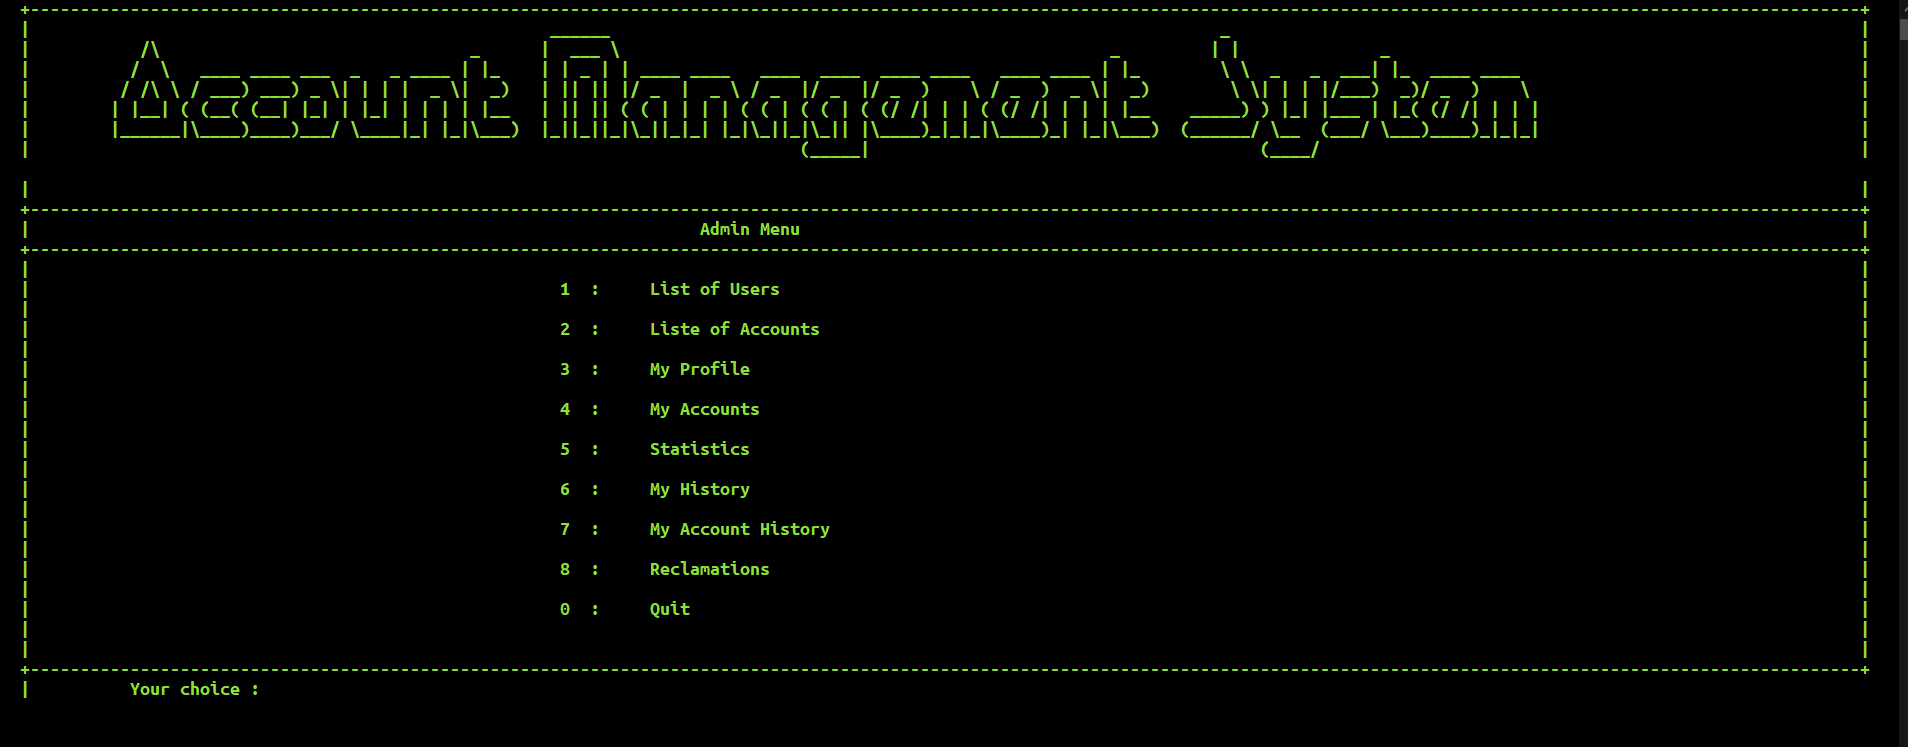 Account Management System
Admin Menu
1 : List of Users
2 : Liste of Accounts
3 : My Profile
4 : My Accounts
5 : Statistics
6 : My History
7 : My Account History
8 : Reclamations
0 : Quit
Your choice :